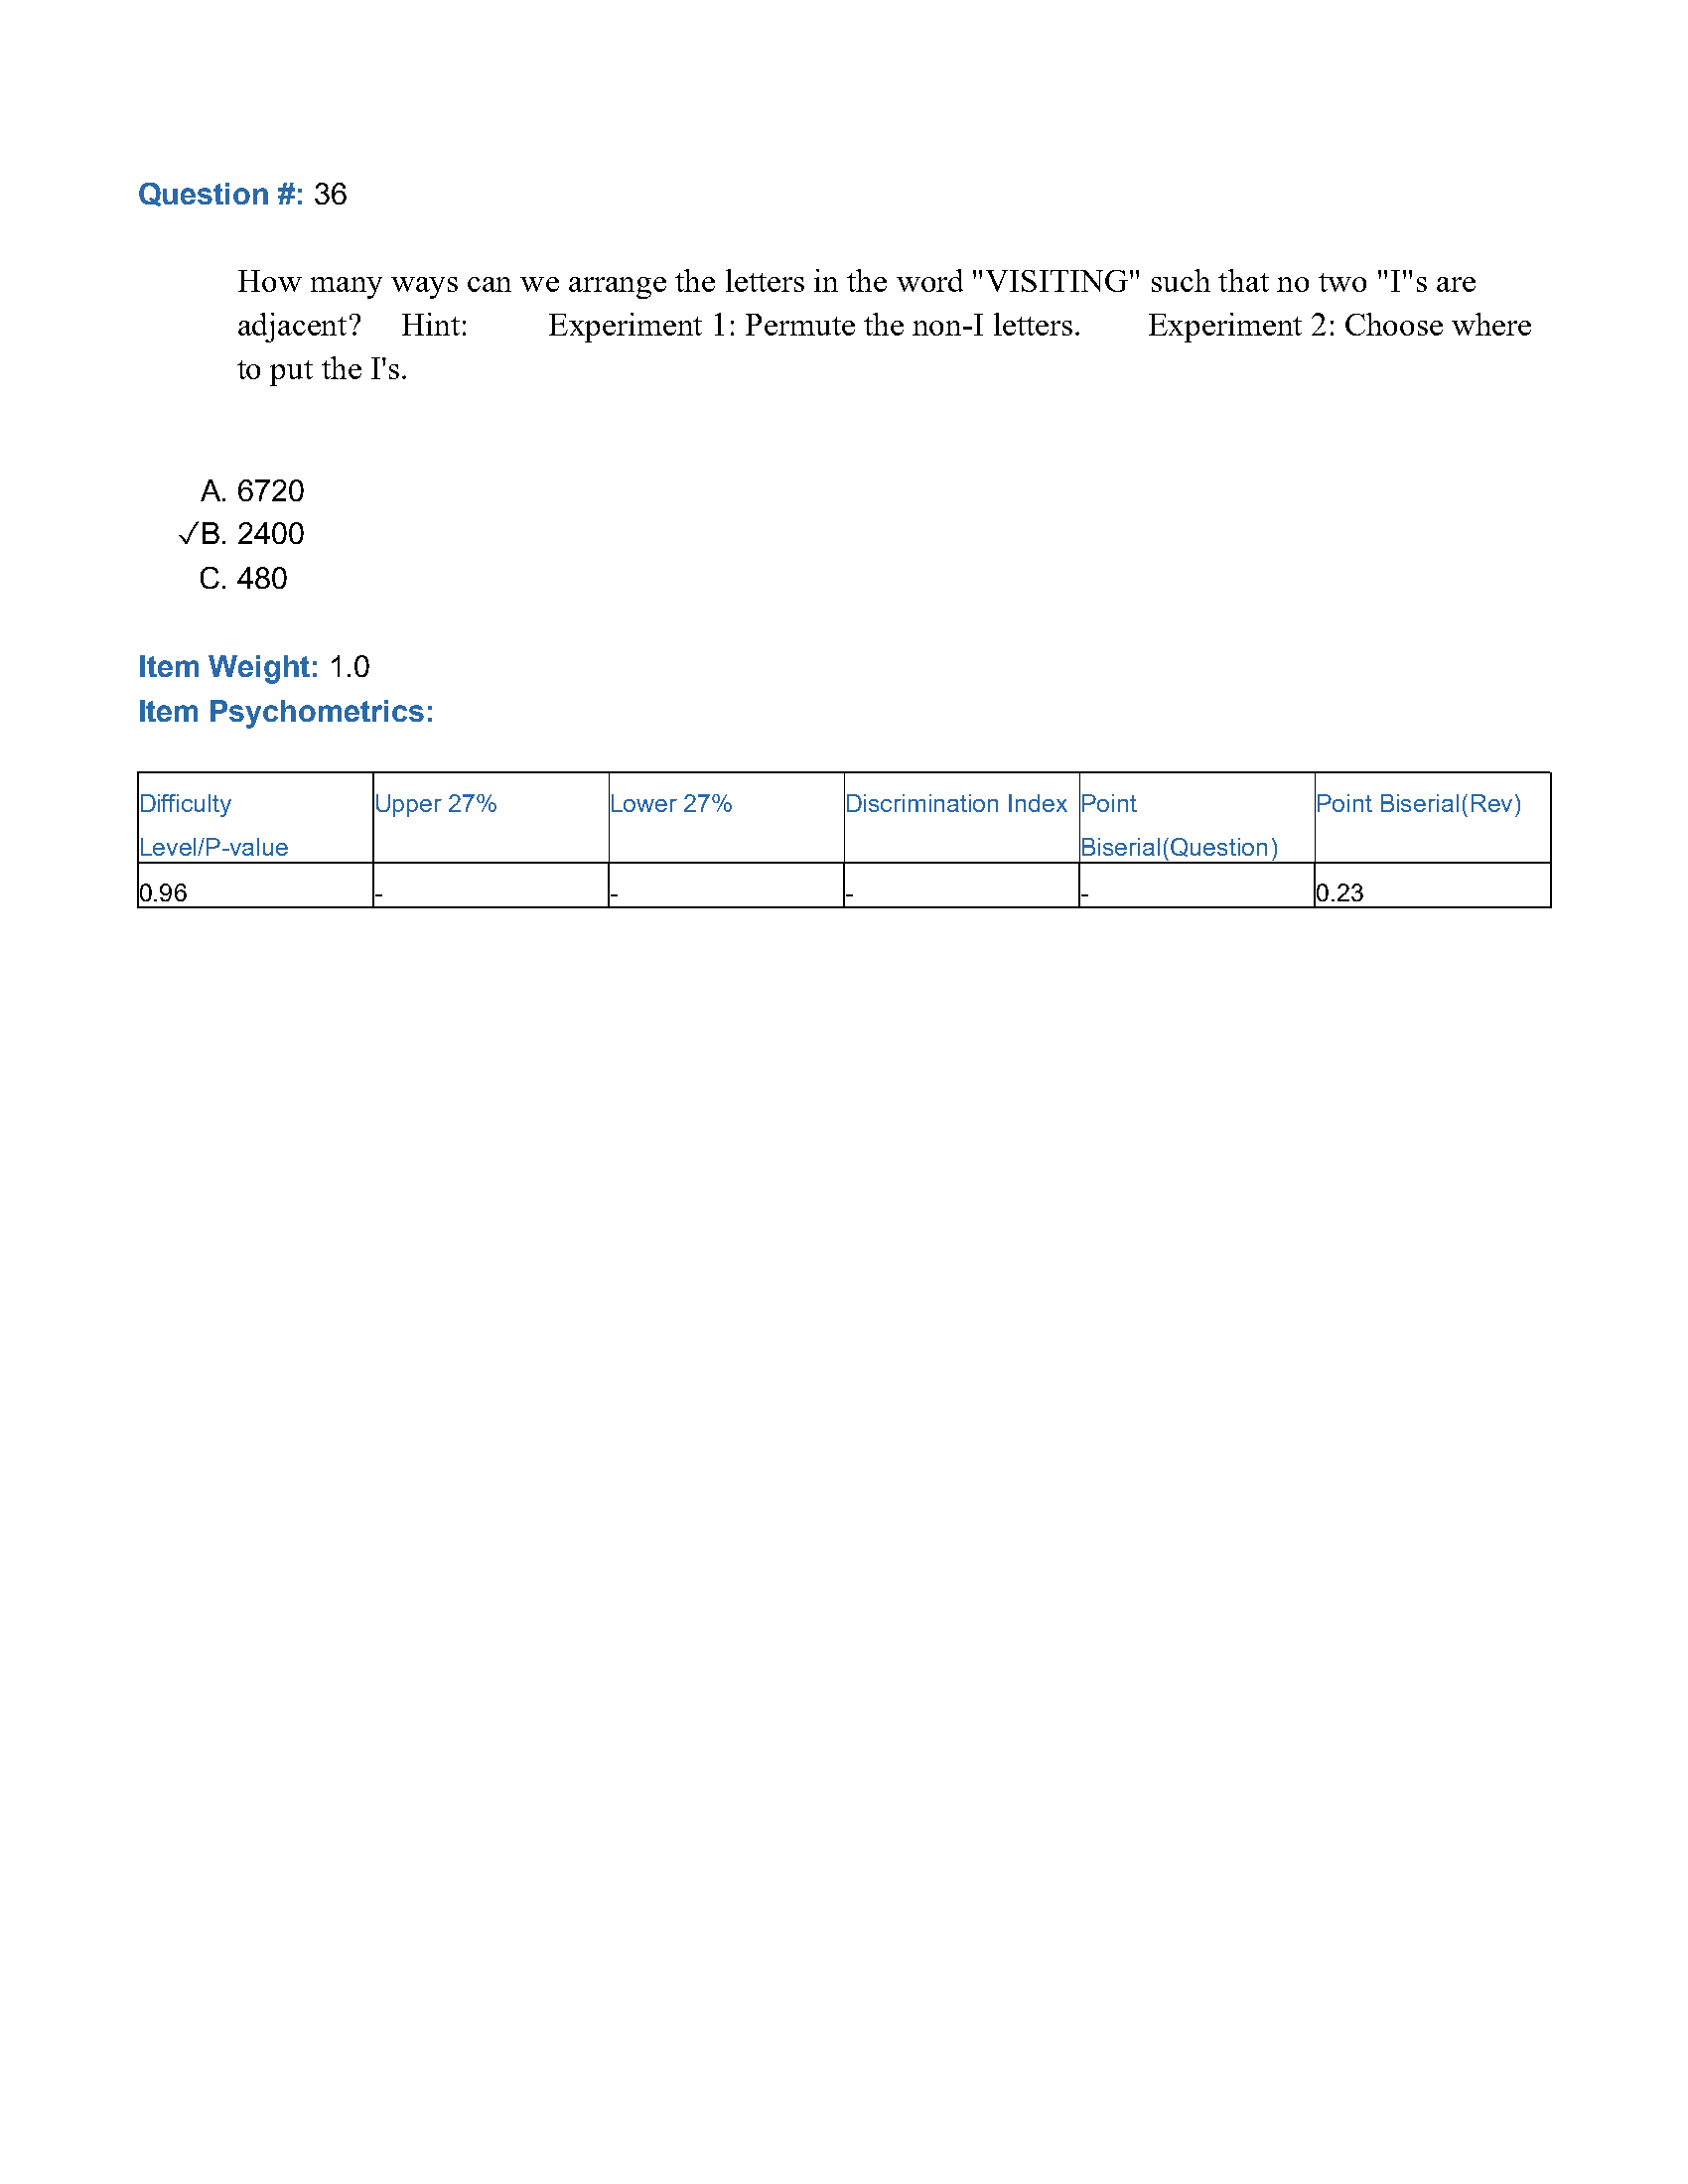 Question #: 36
How many ways can we arrange the letters in the word "VISITING" such that no two "I"s are
adjacent? Hint: Experiment 1: Permute the non-I letters. Experiment 2: Choose where
to put the I's.
A. 6720
✓B. 2400
C. 480
Item Weight: 1.0
Item Psychometrics:
Difficulty Level/P-value
Upper 27%
Lower 27%
Discrimination Index
Point Biserial(Question)
Point Biserial(Rev)
0.96
-
-
-
-
0.23